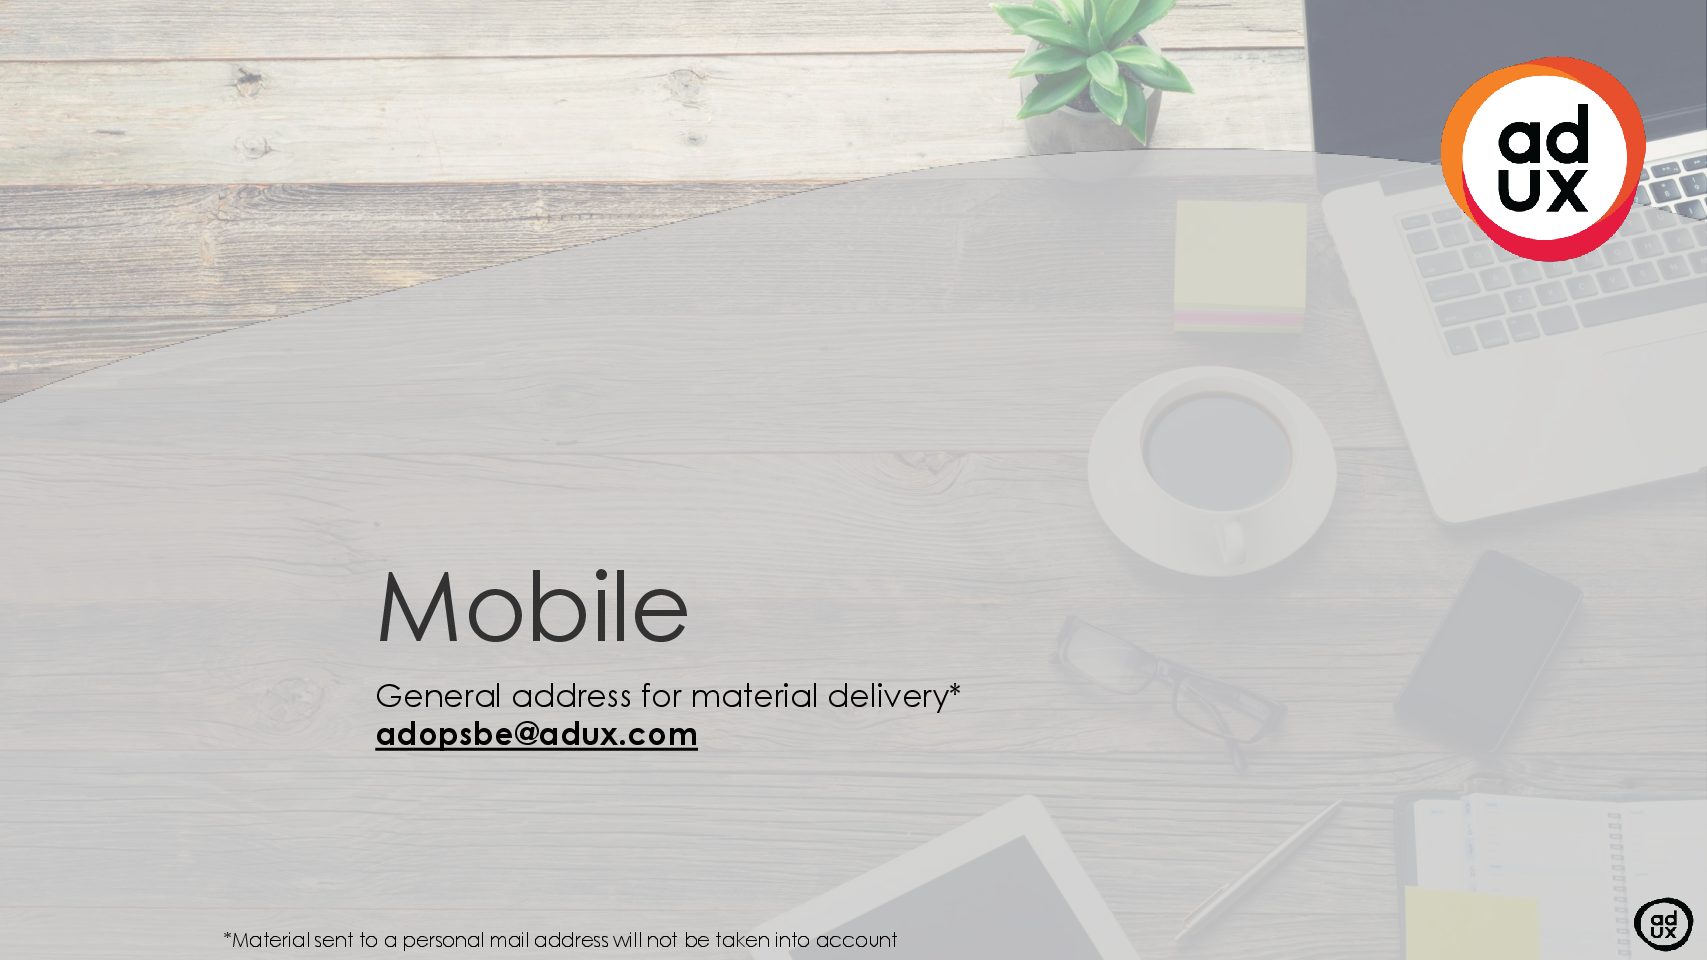 ad
ux
Mobile
General address for material delivery*
adopsbe@adux.com
*Material sent to a personal mail address will not be taken into account
ad
ux